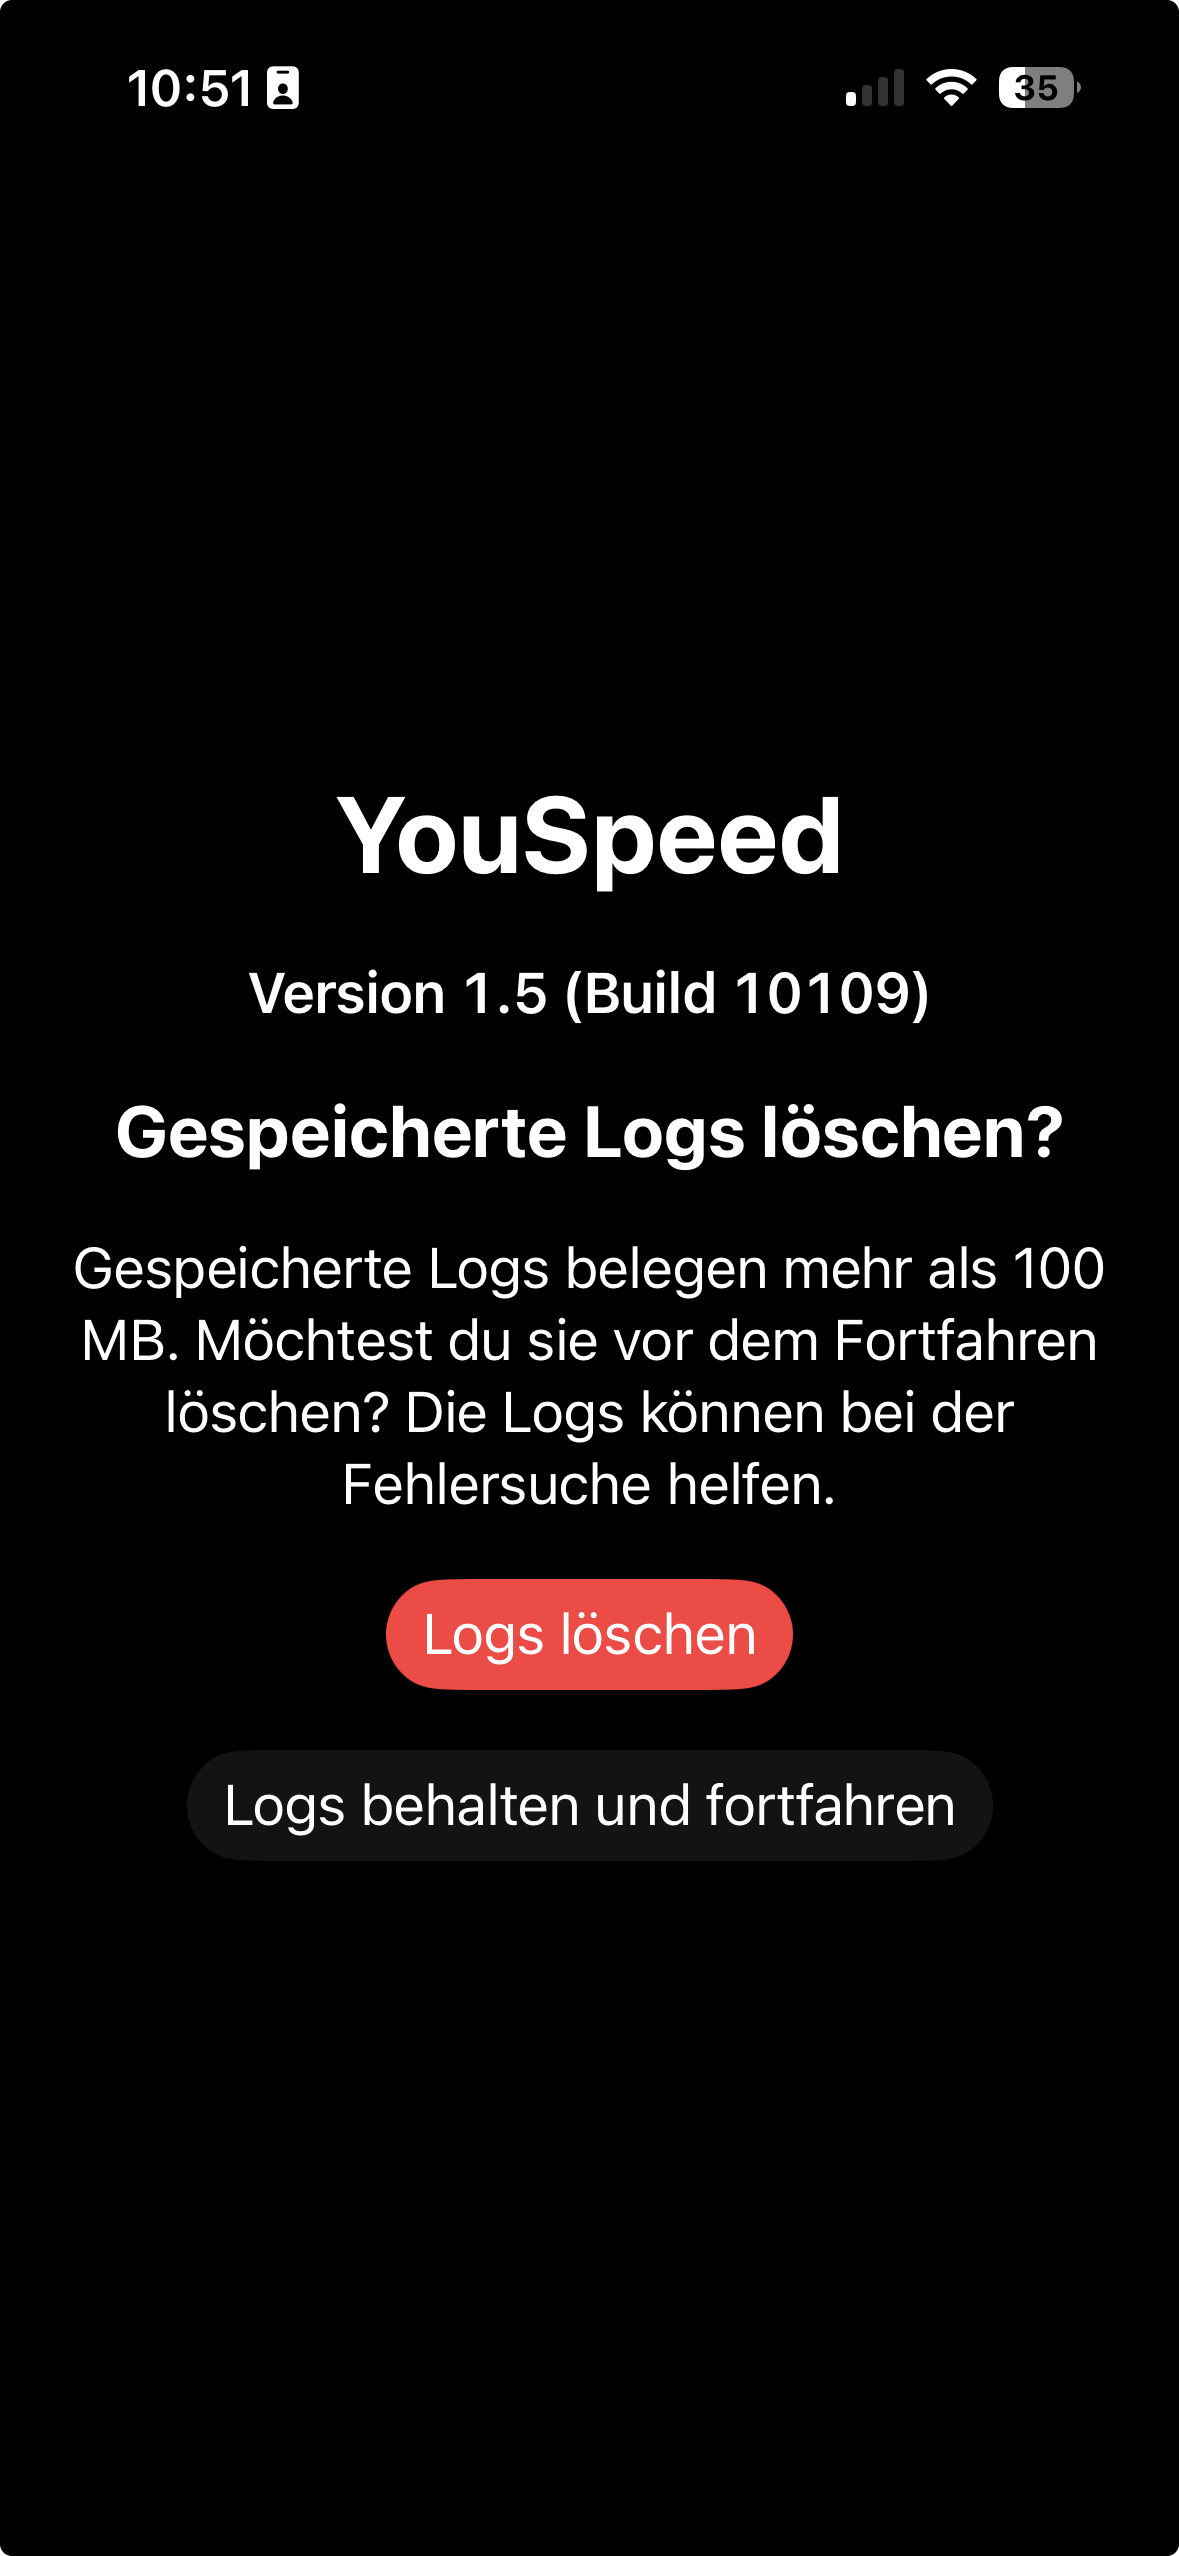 10:51
35
YouSpeed
Version 1.5 (Build 10109)
Gespeicherte Logs löschen?
Gespeicherte Logs belegen mehr als 100
MB. Möchtest du sie vor dem Fortfahren
löschen? Die Logs können bei der
Fehlersuche helfen.
Logs löschen
Logs behalten und fortfahren